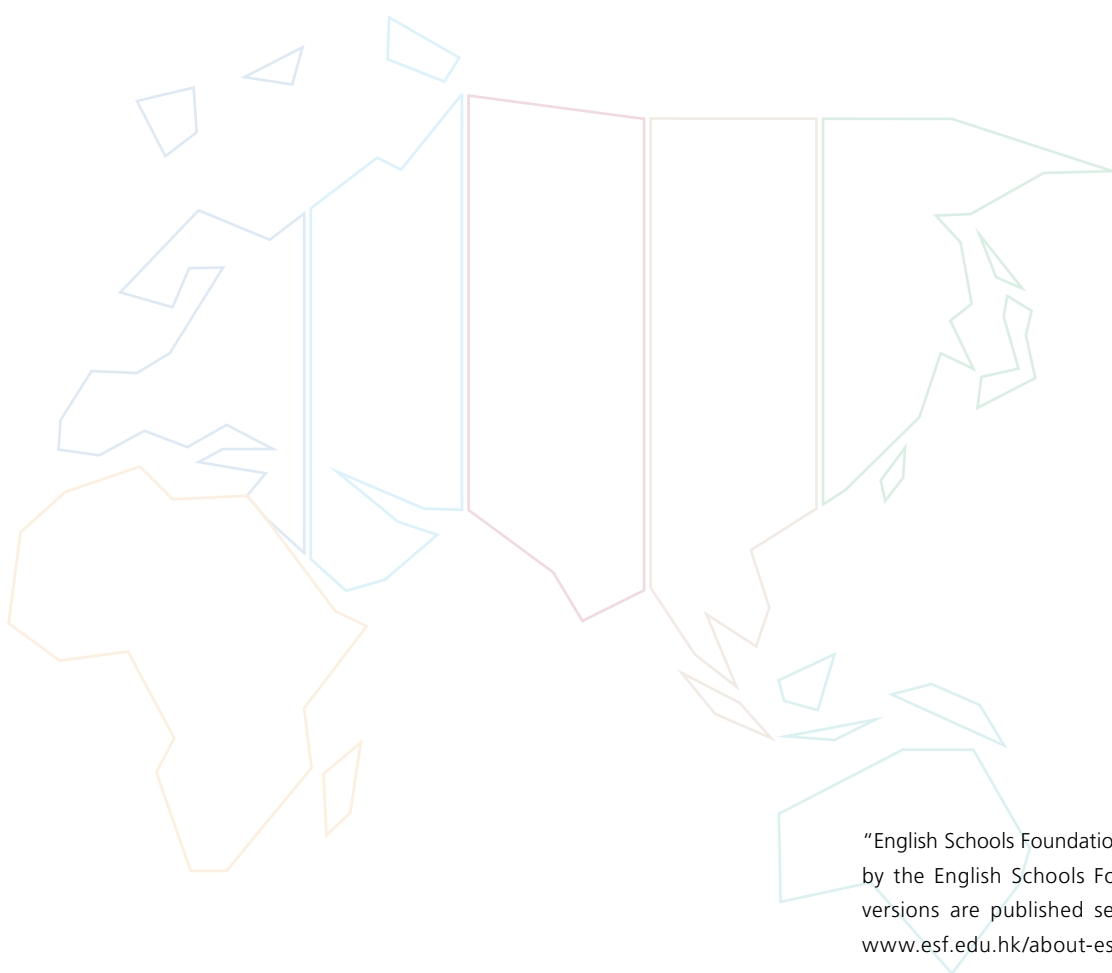 “English Schools Foundatio
by the English Schools Fo
versions are published se
www.esf.edu.hk/about-es